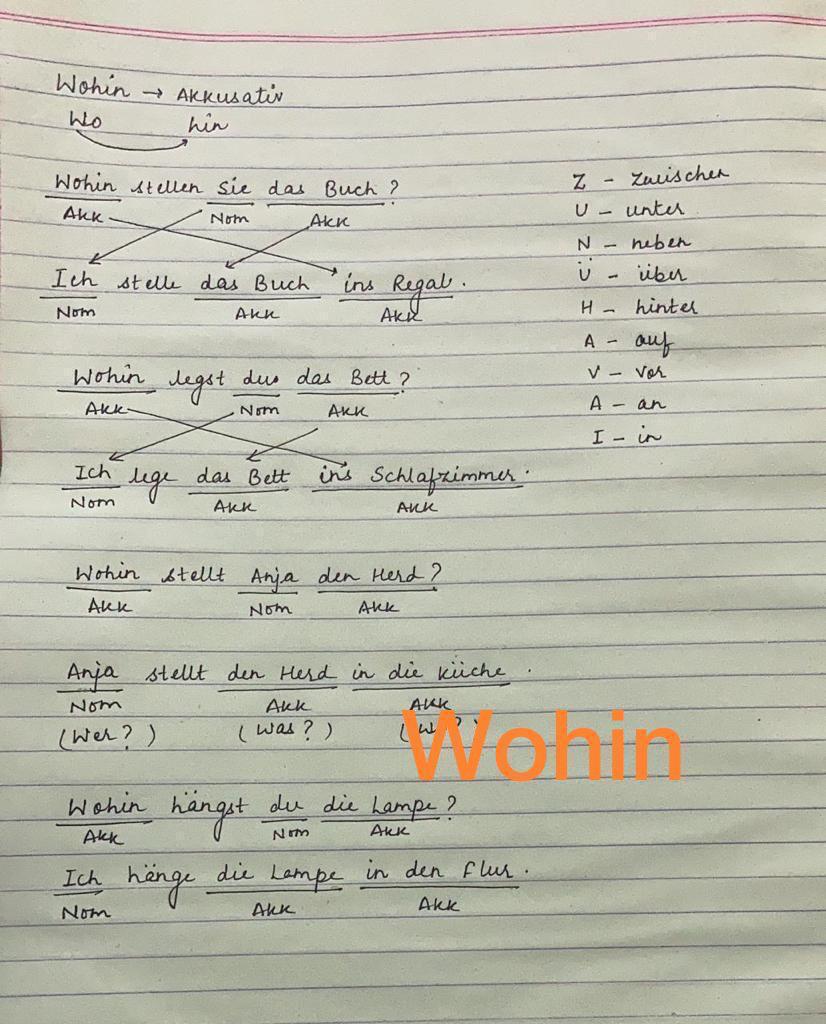 Wohin → Akkusativ
Wo hin
Wohin stellen Sie das Buch?
Akk Nom Akk
Ich stelle das Buch ins Regal.
Nom Akk Akk
Wohin legst du das Bett?
Akk Nom Akk
Ich lege das Bett ins Schlafzimmer.
Nom Akk Akk
Wohin stellt Anja den Herd?
Akk Nom Akk
Anja stellt den Herd in die Küche.
Nom Akk Akk
(Wer?) (Was?)
Wohin
Wohin hängst du die Lampe?
Akk Nom Akk
Ich hänge die Lampe in den Flur.
Nom Akk Akk
Z - Zwischen
U - unter
N - neben
Ü - über
H - hinter
A - auf
V - vor
A - an
I - in